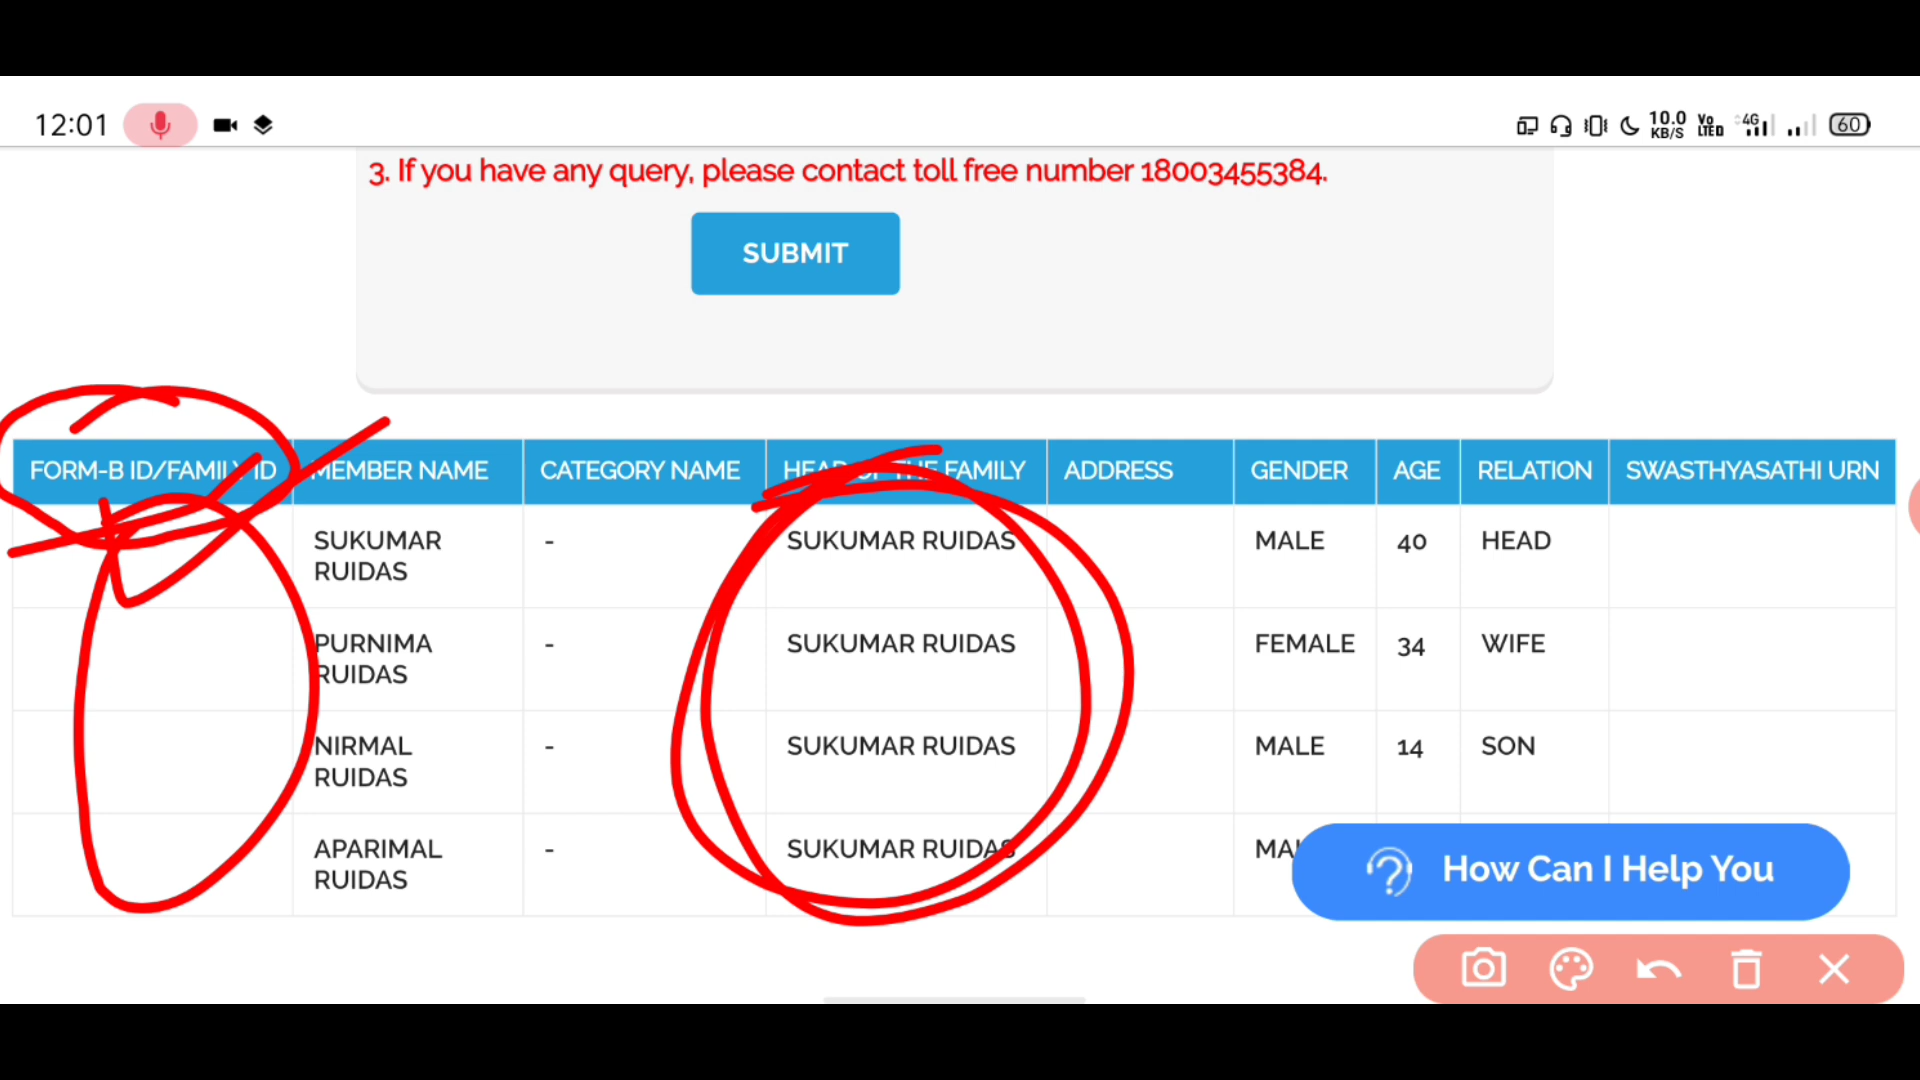 12:01 10.0 KB/S Vo LTED 4G 60
3. If you have any query, please contact toll free number 18003455384.
SUBMIT
FORM-B ID/FAMILY ID MEMBER NAME CATEGORY NAME HEAD OF THE FAMILY ADDRESS GENDER AGE RELATION SWASTHYASATHI URN
SUKUMAR RUIDAS - SUKUMAR RUIDAS MALE 40 HEAD
PURNIMA RUIDAS - SUKUMAR RUIDAS FEMALE 34 WIFE
NIRMAL RUIDAS - SUKUMAR RUIDAS MALE 14 SON
APARIMAL RUIDAS - SUKUMAR RUIDAS
How Can I Help You